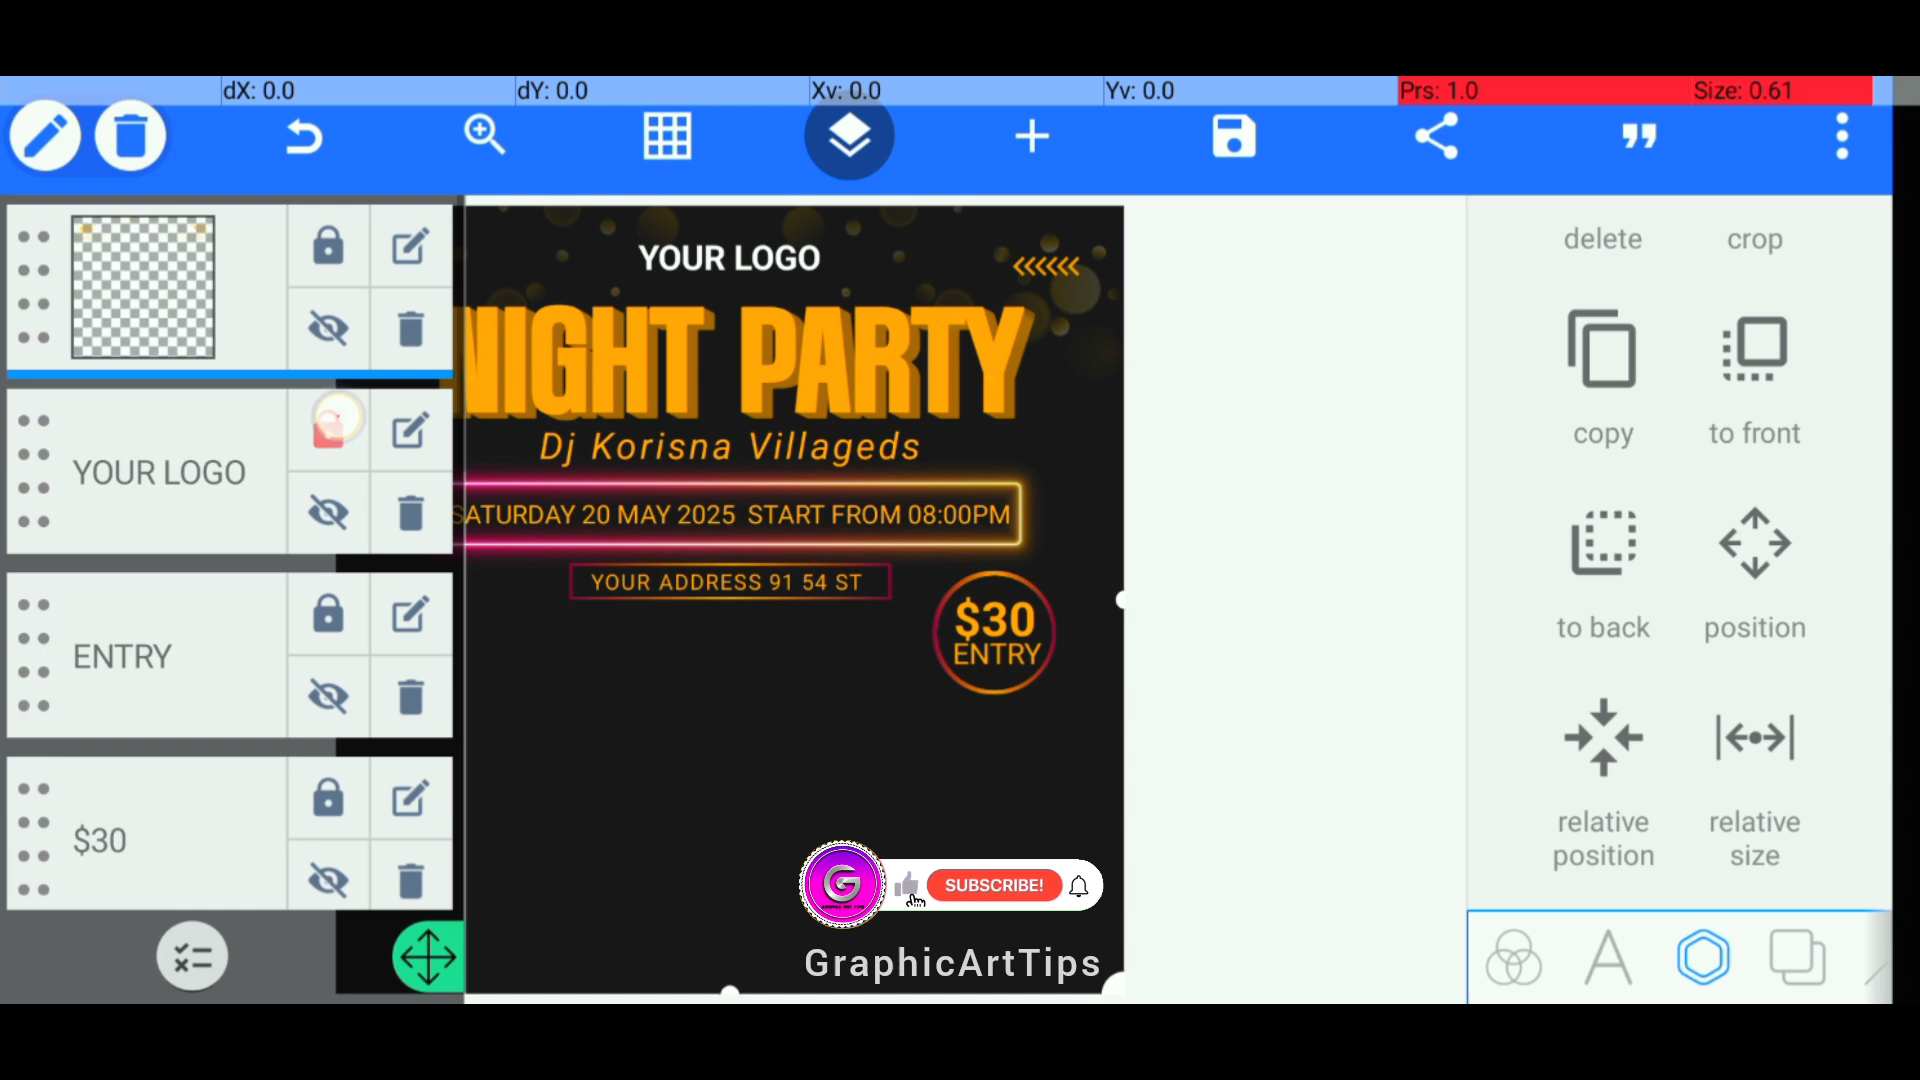 dX: 0.0 dY: 0.0 Xv: 0.0 Yv: 0.0 Prs: 1.0 Size: 0.61
YOUR LOGO
ENTRY
$30
YOUR LOGO
NIGHT PARTY
Dj Korisna Villageds
SATURDAY 20 MAY 2025 START FROM 08:00PM
YOUR ADDRESS 91 54 ST
$30
ENTRY
SUBSCRIBE!
GraphicArtTips
delete crop
copy to front
to back position
relative position relative size